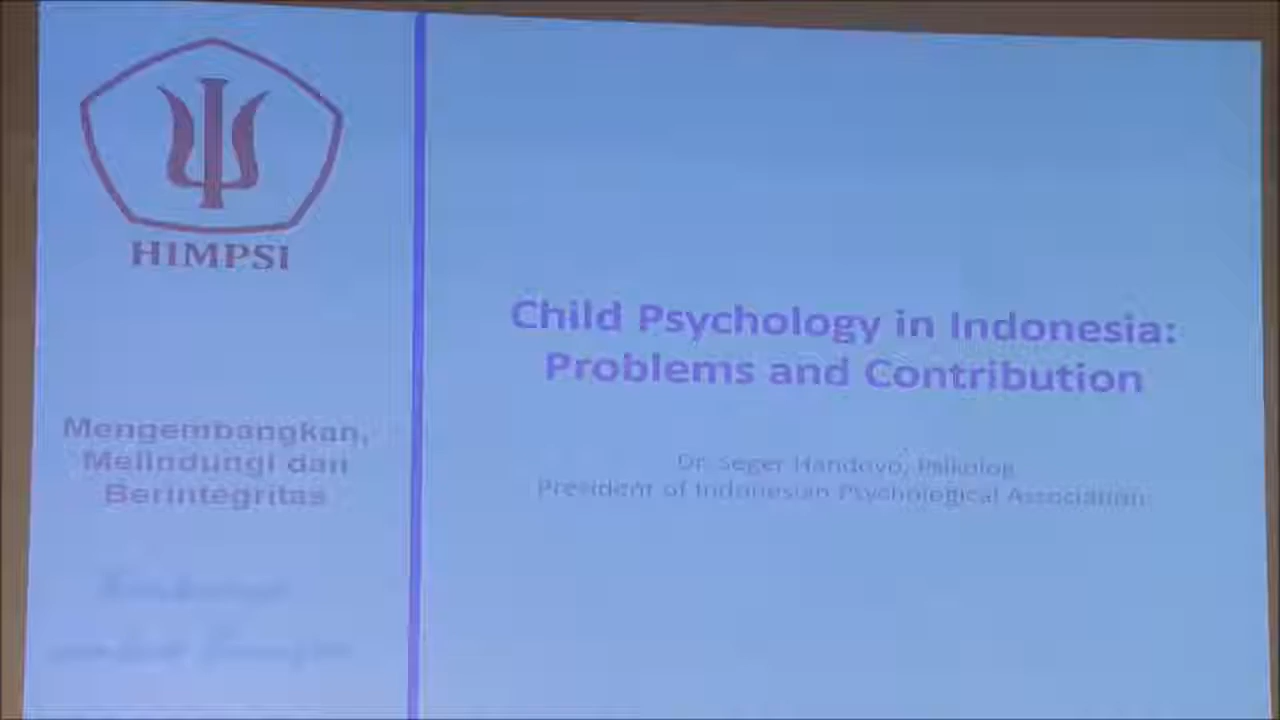 HIMPSI
Mengembangkan,
Melindungi dan
Berintegritas
Child Psychology in Indonesia:
Problems and Contribution
Dr. Seger Handoyo, Psikolog
President of Indonesian Psychological Association